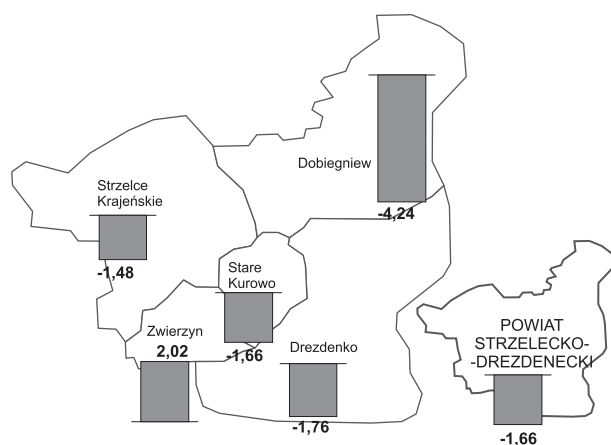 Dobiegniew
-4,24
Strzelce
Krajeńskie
-1,48
Stare
Kurowo
-1,66
Zwierzyn
2,02
Drezdenko
-1,76
POWIAT
STRZELECKO-
-DREZDENECKI
-1,66